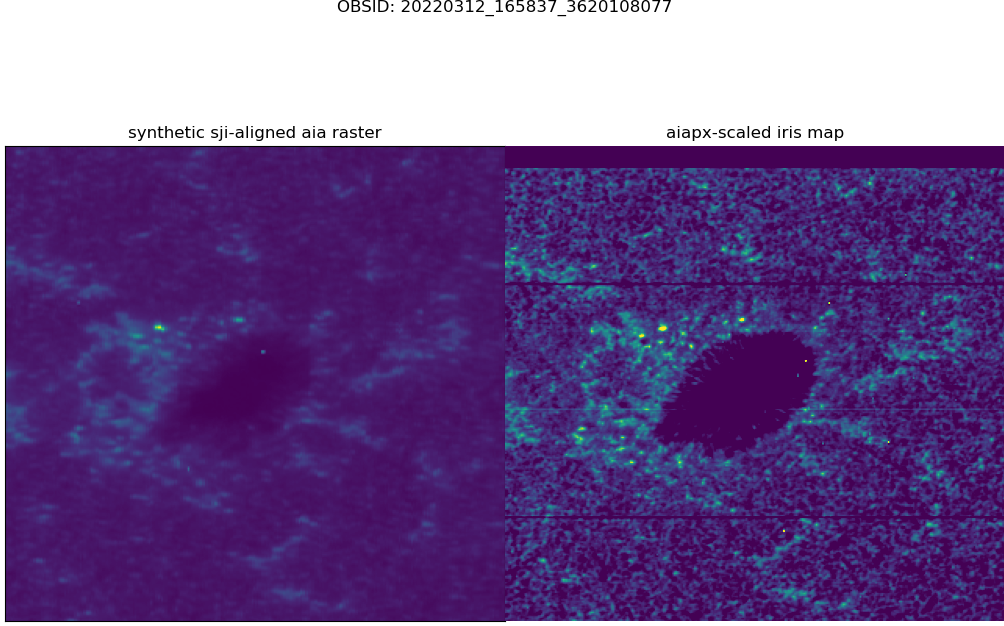 OBSID: 20220312_165837_3620108077
synthetic sji-aligned aia raster
aiapx-scaled iris map